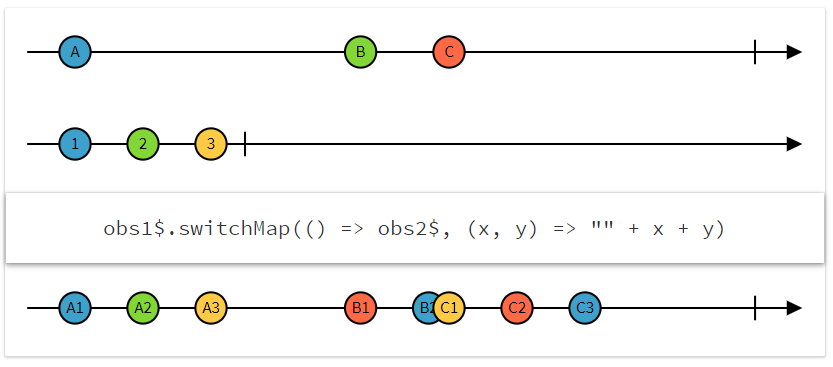 A B C
1 2 3
obs1$.switchMap(() => obs2$, (x, y) => "" + x + y)
A1 A2 A3 B1 B2 C1 C2 C3